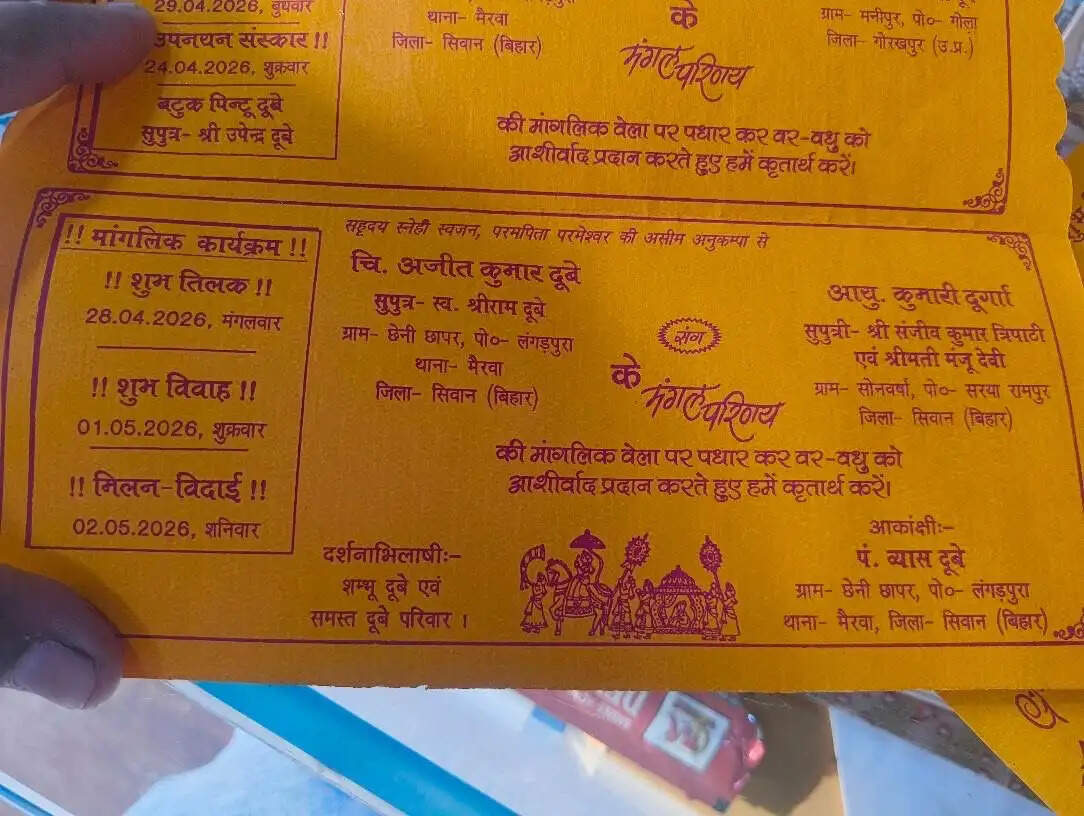 29.04.2026, बुधवार
उपनयन संस्कार !!
24.04.2026, शुक्रवार
बटुक पिन्टू दूबे
सुपुत्र- श्री उपेन्द्र दूबे
थाना- मैरवा
जिला- सिवान (बिहार)
के
मंगल परिणय
ग्राम- मनीपुर, पो०- गोला
जिला- गोरखपुर (उ.प्र.)
की मांगलिक वेला पर पधार कर वर-वधु को
आशीर्वाद प्रदान करते हुए हमें कृतार्थ करें।
!! मांगलिक कार्यक्रम !!
!! शुभ तिलक !!
28.04.2026, मंगलवार
!! शुभ विवाह !!
01.05.2026, शुक्रवार
!! मिलन-विदाई !!
02.05.2026, शनिवार
सहृदय स्नेही स्वजन, परमपिता परमेश्वर की असीम अनुकम्पा से
चि. अजीत कुमार दूबे
सुपुत्र- स्व. श्रीराम दूबे
ग्राम- छेनी छापर, पो०- लंगड़पुरा
थाना- मैरवा
जिला- सिवान (बिहार)
संग
आयु. कुमारी दूर्गा
सुपुत्री- श्री संजीव कुमार त्रिपाठी
एवं श्रीमती मंजू देवी
ग्राम- सोनवर्षा, पो०- सरया रामपुर
जिला- सिवान (बिहार)
के
मंगल परिणय
की मांगलिक वेला पर पधार कर वर-वधु को
आशीर्वाद प्रदान करते हुए हमें कृतार्थ करें।
दर्शनाभिलाषीः-
शम्भू दूबे एवं
समस्त दूबे परिवार ।
आकांक्षीः-
पं. व्यास दूबे
ग्राम- छेनी छापर, पो०- लंगड़पुरा
थाना- मैरवा, जिला- सिवान (बिहार)